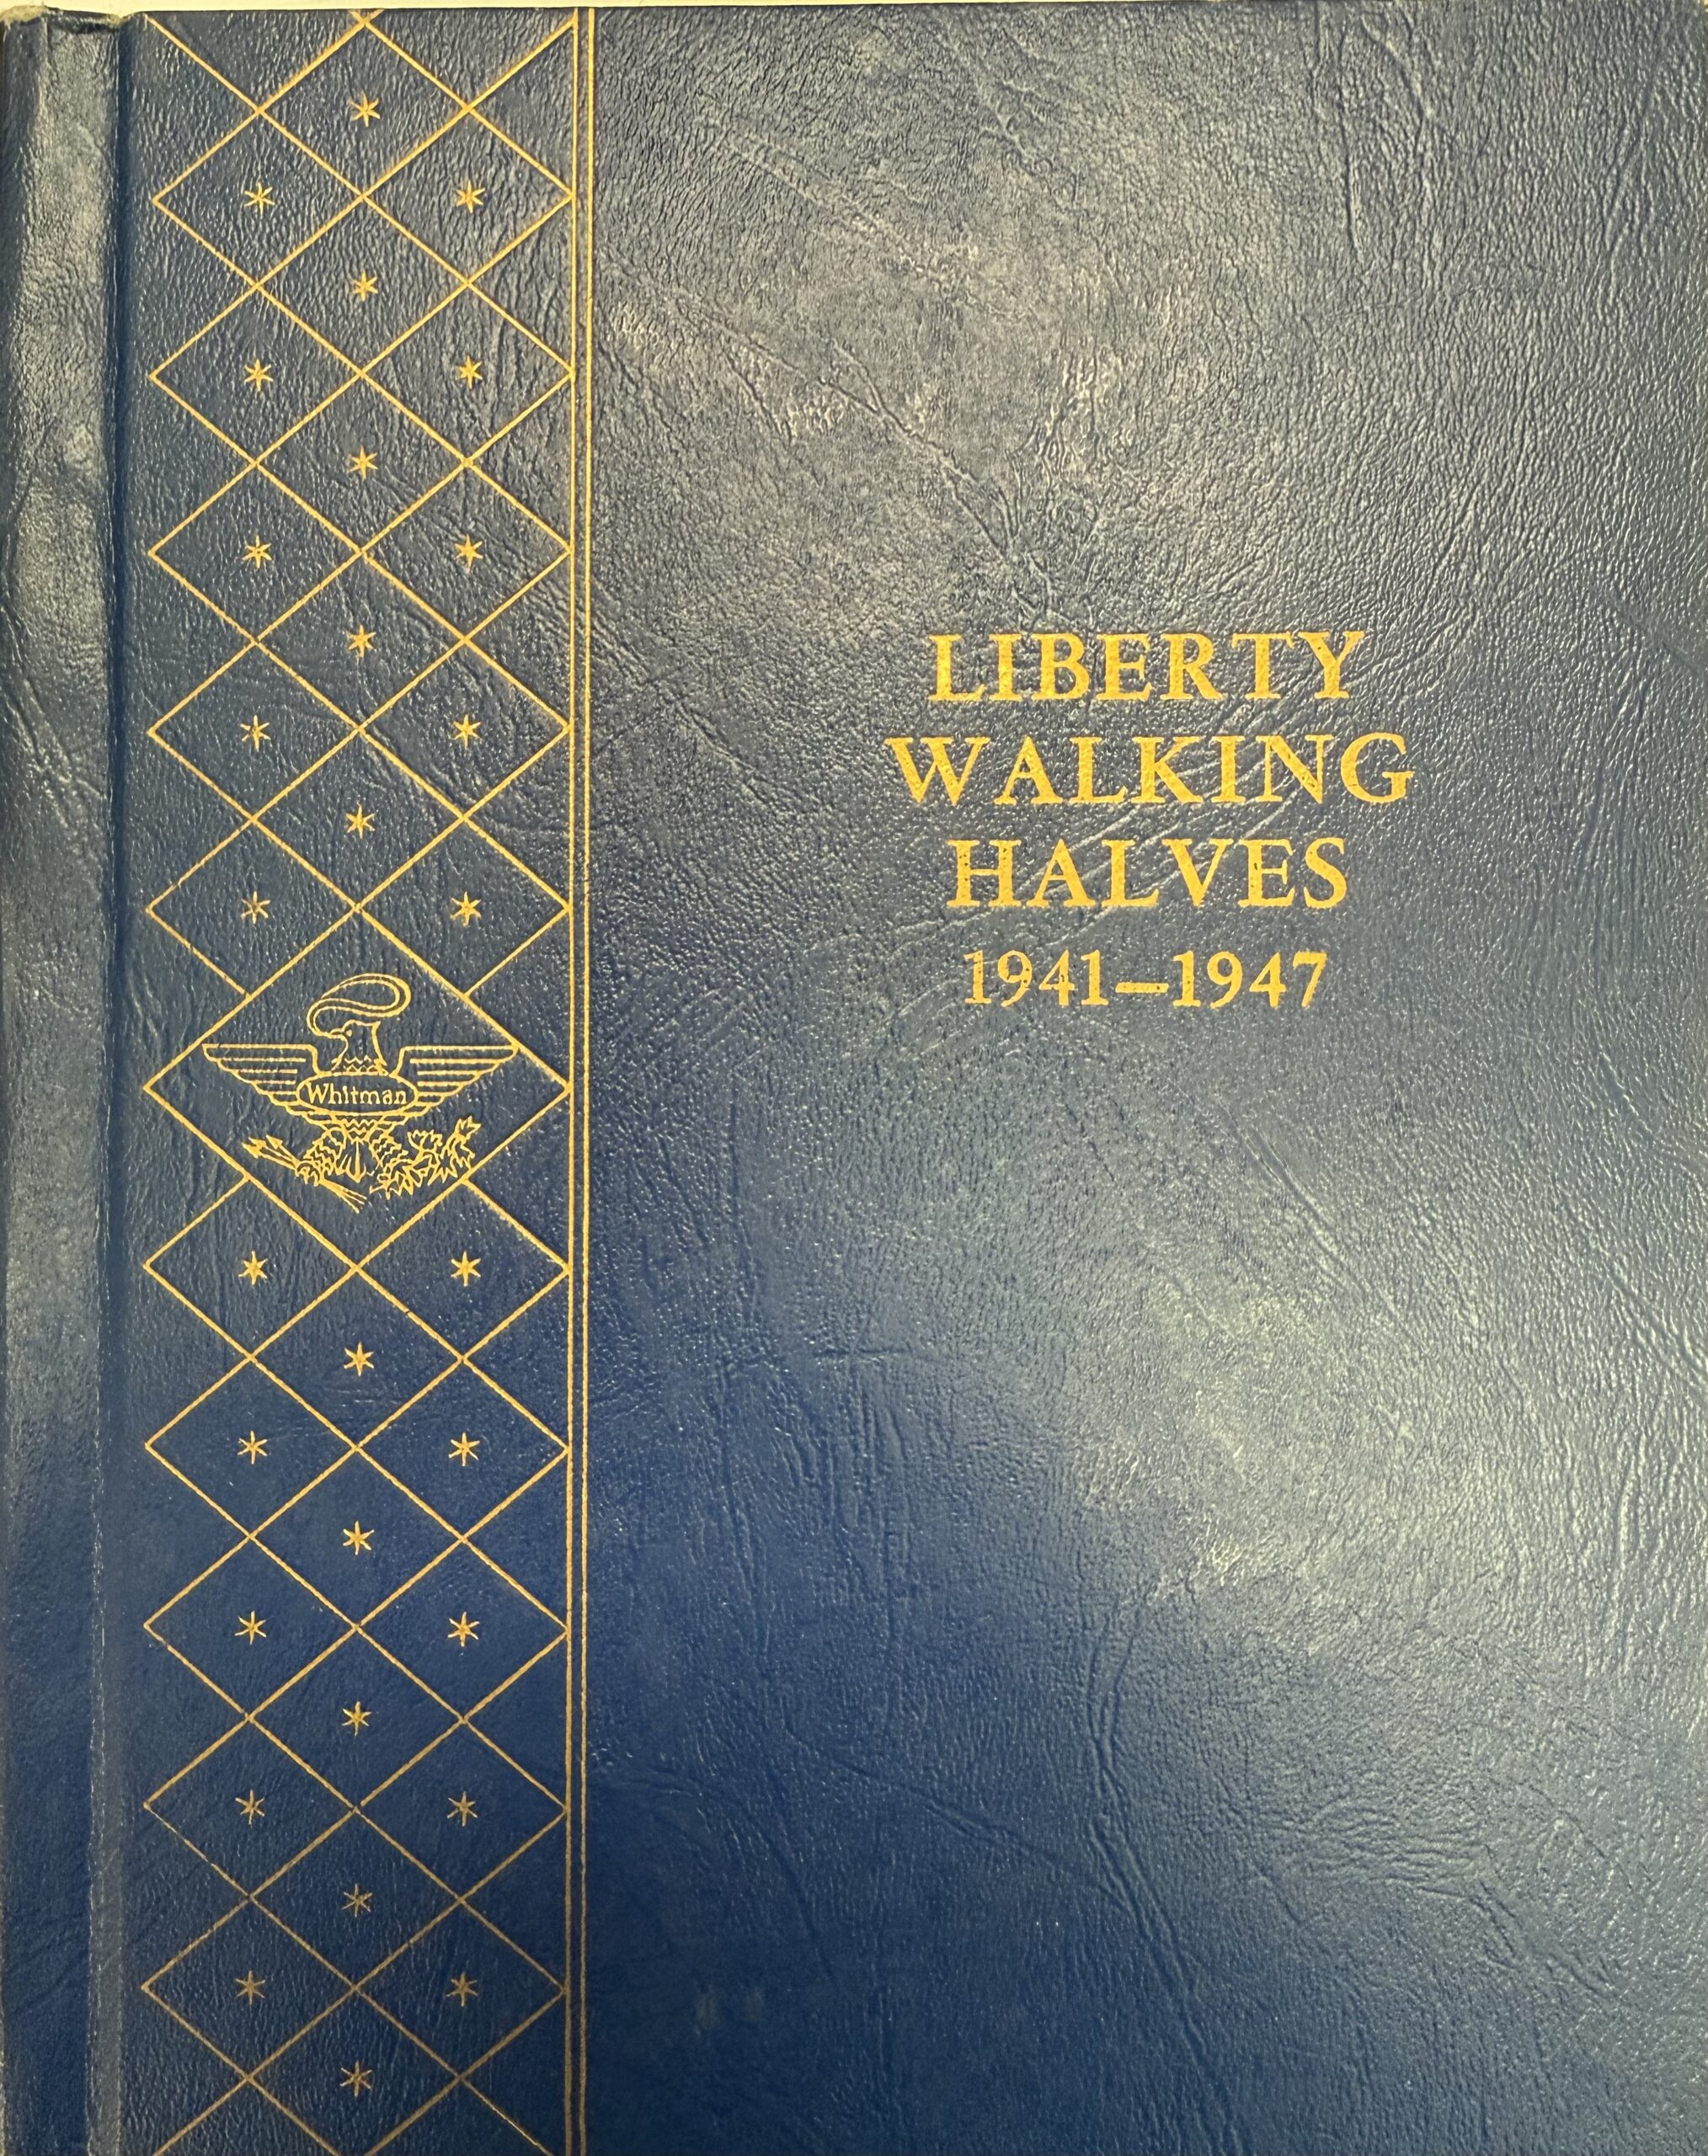 LIBERTY
WALKING
HALVES
1941–1947
Whitman